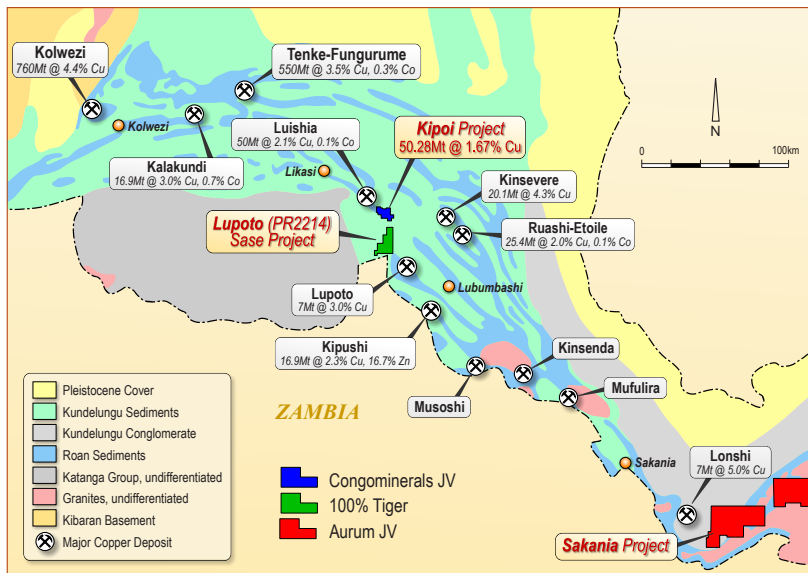 Kolwezi
760Mt @ 4.4% Cu
Tenke-Fungurume
550Mt @ 3.5% Cu, 0.3% Co
Kolwezi
Luishia
50Mt @ 2.1% Cu, 0.1% Co
Kipoi Project
50.28Mt @ 1.67% Cu
N
0
100km
Kalakundi
16.9Mt @ 3.0% Cu, 0.7% Co
Likasi
Kinsevere
20.1Mt @ 4.3% Cu
Lupoto (PR2214)
Sase Project
Ruashi-Etoile
25.4Mt @ 2.0% Cu, 0.1% Co
Lupoto
7Mt @ 3.0% Cu
Lubumbashi
Kipushi
16.9Mt @ 2.3% Cu, 16.7% Zn
Kinsenda
Musoshi
Mufulira
ZAMBIA
Pleistocene Cover
Kundelungu Sediments
Kundelungu Conglomerate
Roan Sediments
Katanga Group, undifferentiated
Granites, undifferentiated
Kibaran Basement
Major Copper Deposit
Congominerals JV
100% Tiger
Aurum JV
Sakania
Lonshi
7Mt @ 5.0% Cu
Sakania Project